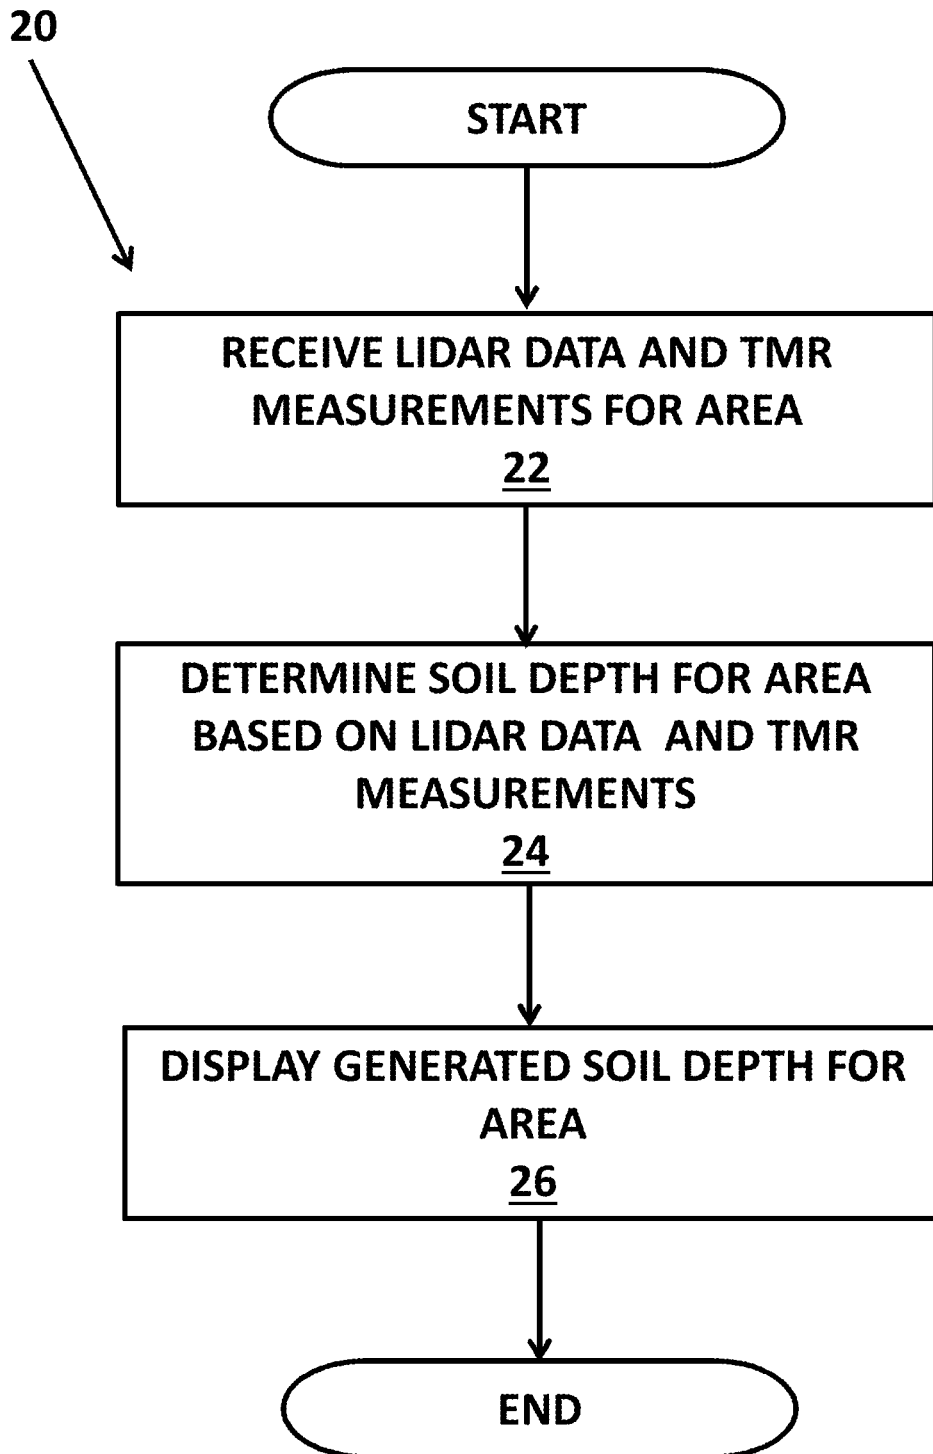 20
START
RECEIVE LIDAR DATA AND TMR
MEASUREMENTS FOR AREA
22
DETERMINE SOIL DEPTH FOR AREA
BASED ON LIDAR DATA  AND TMR
MEASUREMENTS
24
DISPLAY GENERATED SOIL DEPTH FOR
AREA
26
END